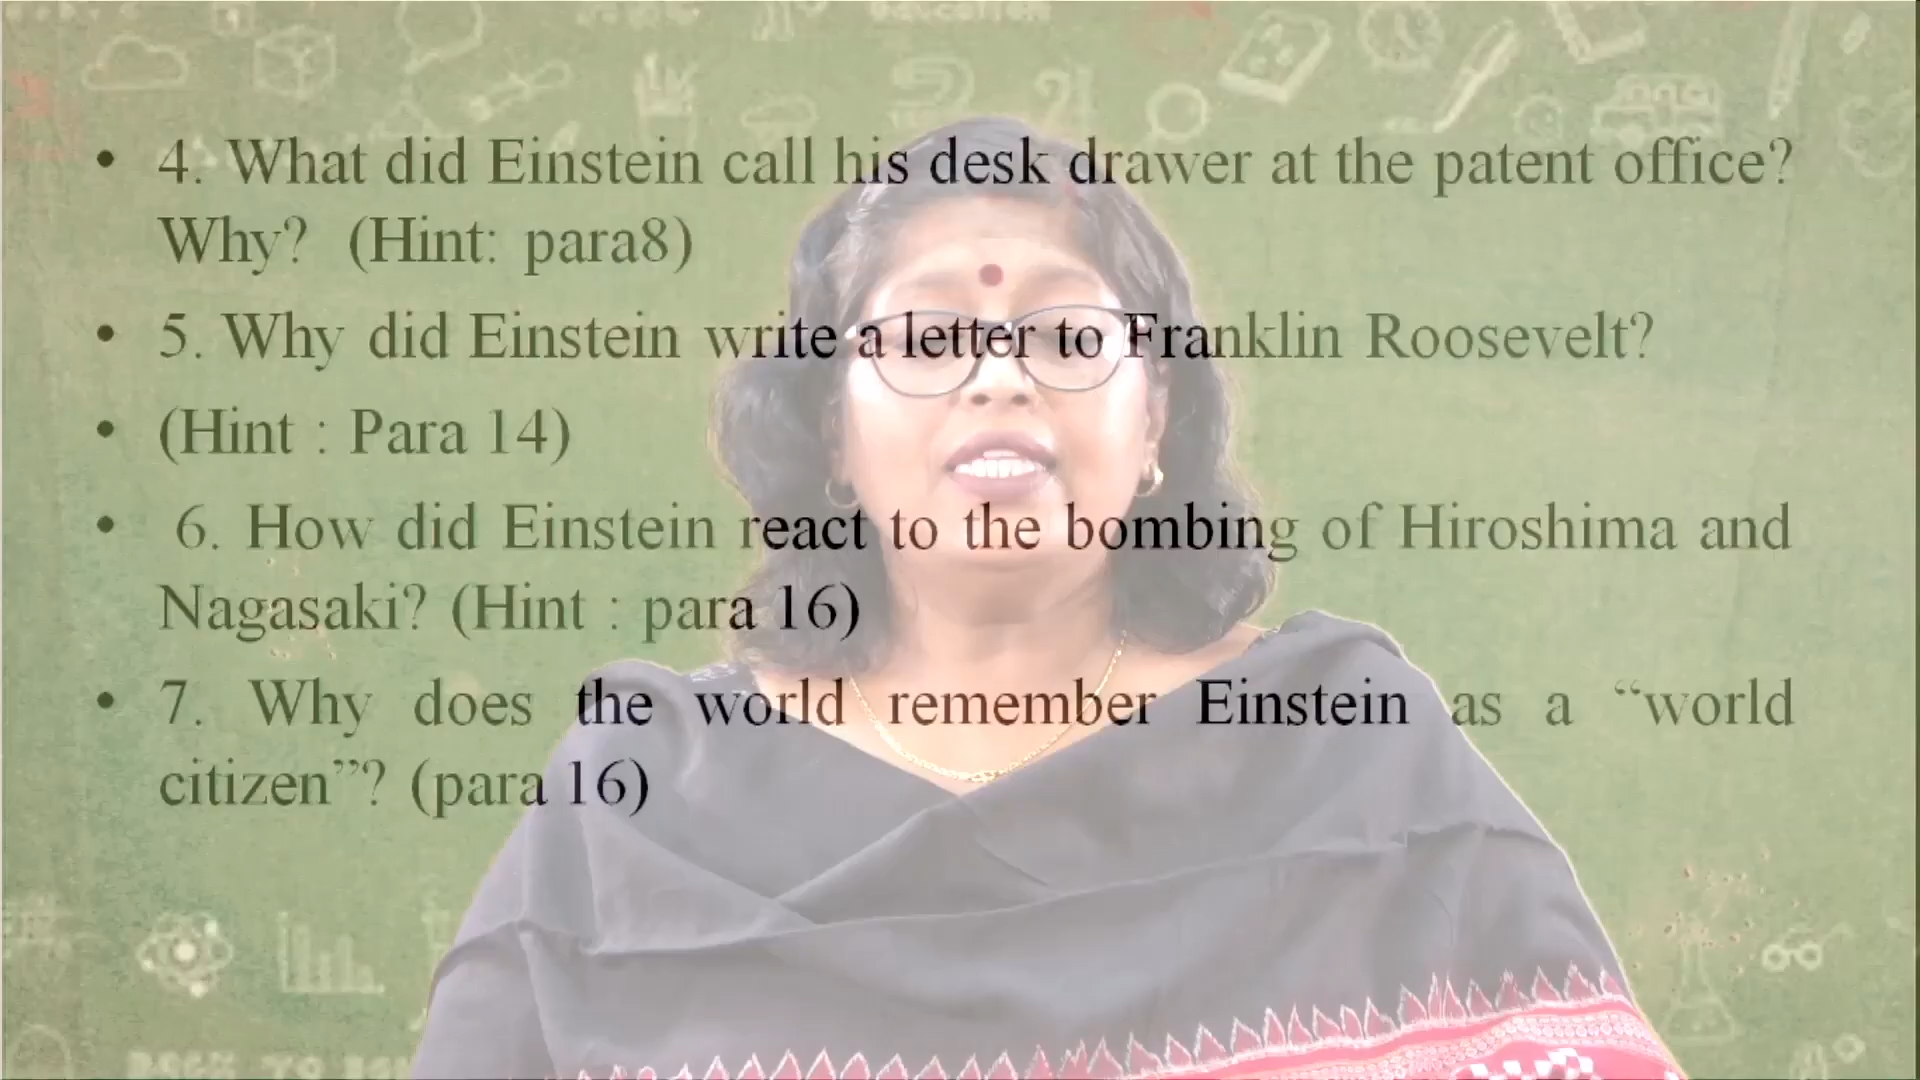 • 4. What did Einstein call his desk drawer at the patent office?
Why? (Hint: para8)
• 5. Why did Einstein write a letter to Franklin Roosevelt?
• (Hint : Para 14)
• 6. How did Einstein react to the bombing of Hiroshima and
Nagasaki? (Hint : para 16)
• 7. Why does the world remember Einstein as a “world
citizen”? (para 16)